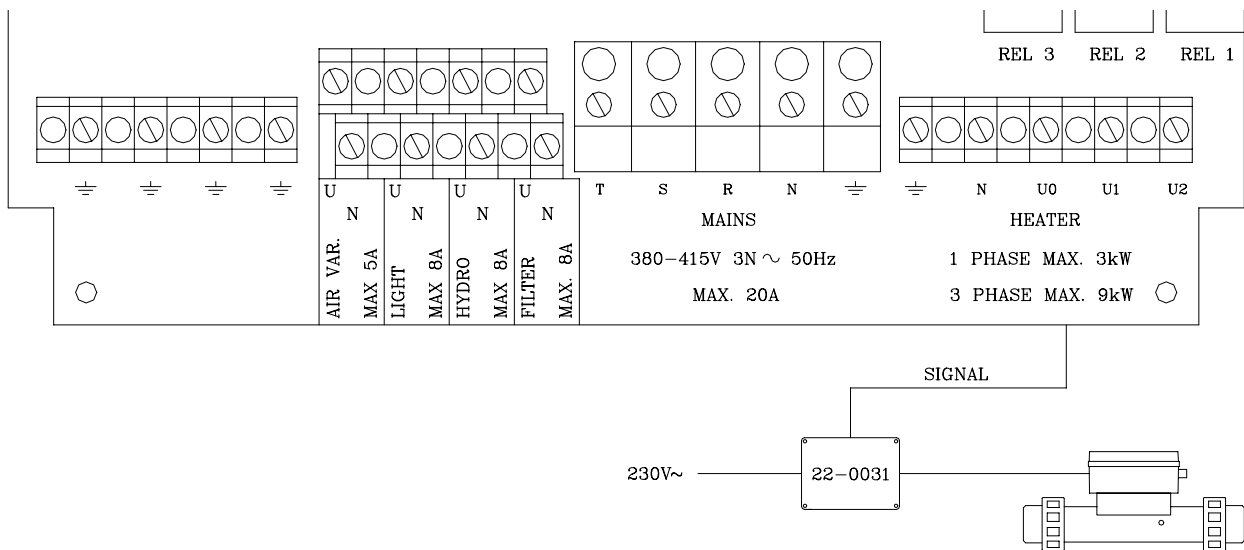 REL 3 REL 2 REL 1
U U U U
N N N N
AIR VAR.
MAX 5A
LIGHT
MAX 8A
HYDRO
MAX 8A
FILTER
MAX. 8A
T S R N
MAINS
380-415V 3N ~ 50Hz
MAX. 20A
N U0 U1 U2
HEATER
1 PHASE MAX. 3kW
3 PHASE MAX. 9kW
SIGNAL
230V~
22-0031